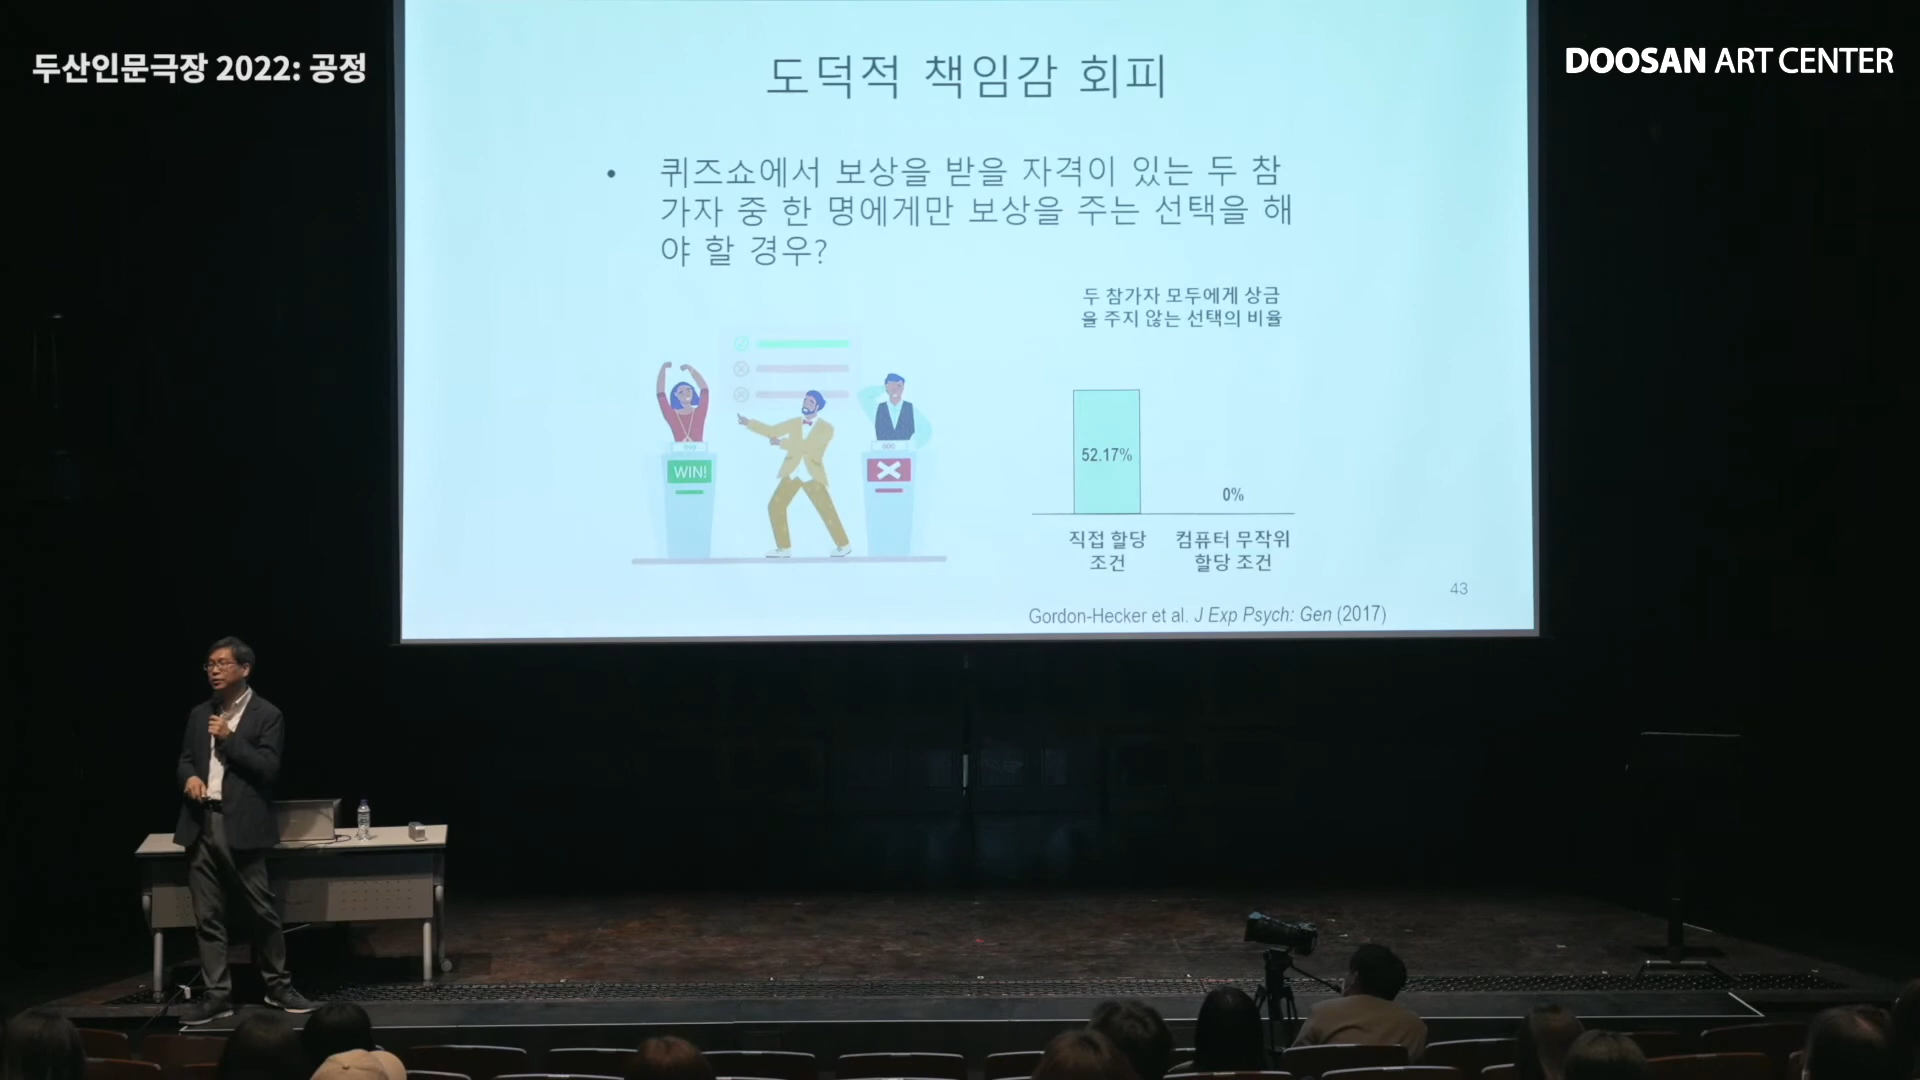 두산인문극장 2022: 공정
DOOSAN ART CENTER
도덕적 책임감 회피
• 퀴즈쇼에서 보상을 받을 자격이 있는 두 참
가자 중 한 명에게만 보상을 주는 선택을 해
야 할 경우?
두 참가자 모두에게 상금
을 주지 않는 선택의 비율
WIN!
52.17%
0%
직접 할당
조건
컴퓨터 무작위
할당 조건
43
Gordon-Hecker et al. J Exp Psych: Gen (2017)